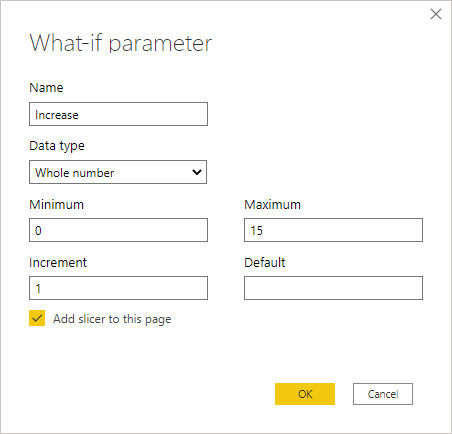 What-if parameter
Name
Increase
Data type
Whole number
Minimum
Maximum
0
15
Increment
Default
1
Add slicer to this page
OK
Cancel